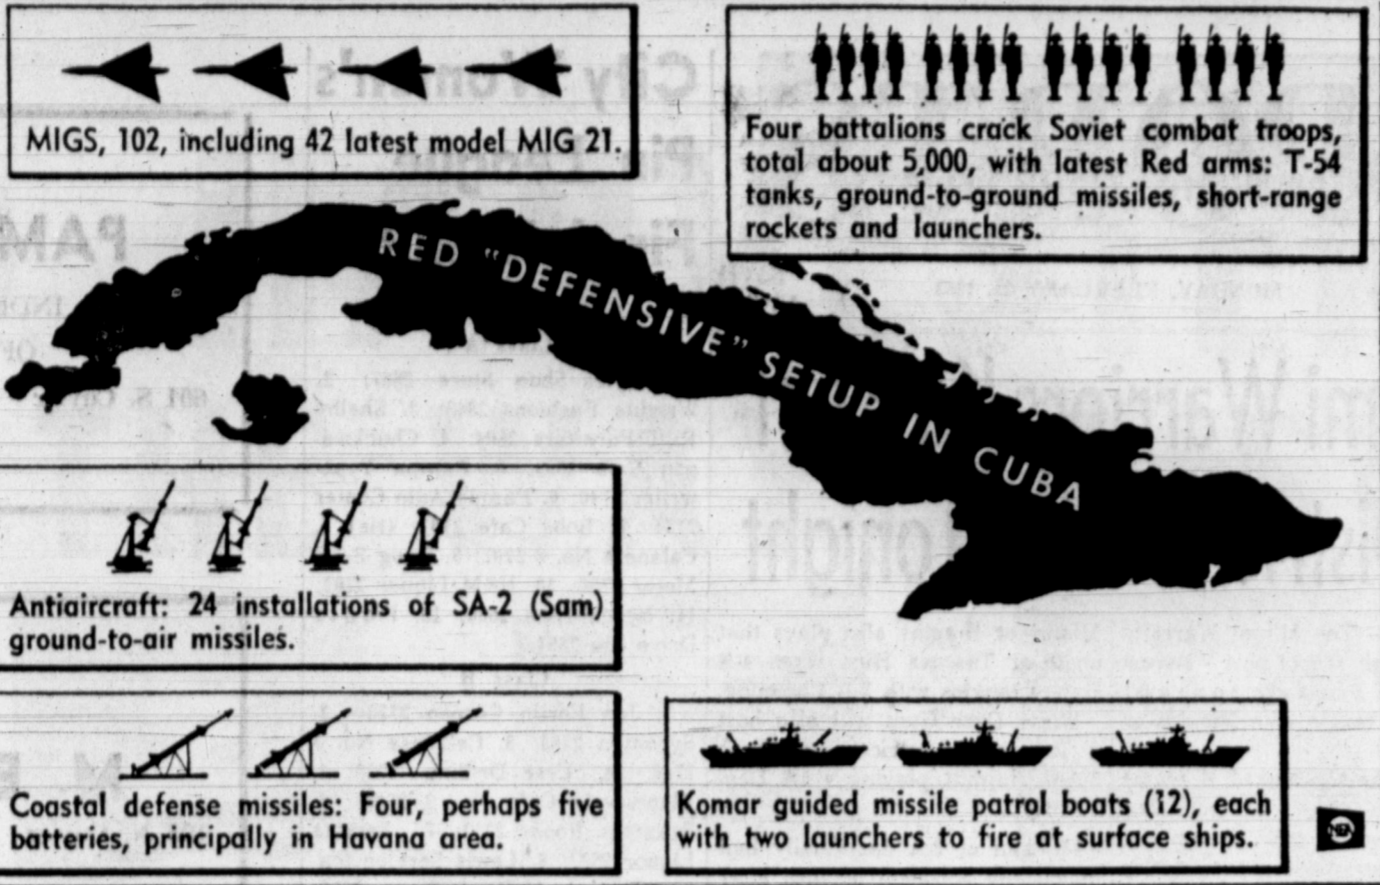 MIGS, 102, including 42 latest model MIG 21.
Four battalions crack Soviet combat troops,
total about 5,000, with latest Red arms: T-54
tanks, ground-to-ground missiles, short-range
rockets and launchers.
RED "DEFENSIVE" SETUP IN CUBA
Antiaircraft: 24 installations of SA-2 (Sam)
ground-to-air missiles.
Coastal defense missiles: Four, perhaps five
batteries, principally in Havana area.
Komar guided missile patrol boats (12), each
with two launchers to fire at surface ships.
NEA